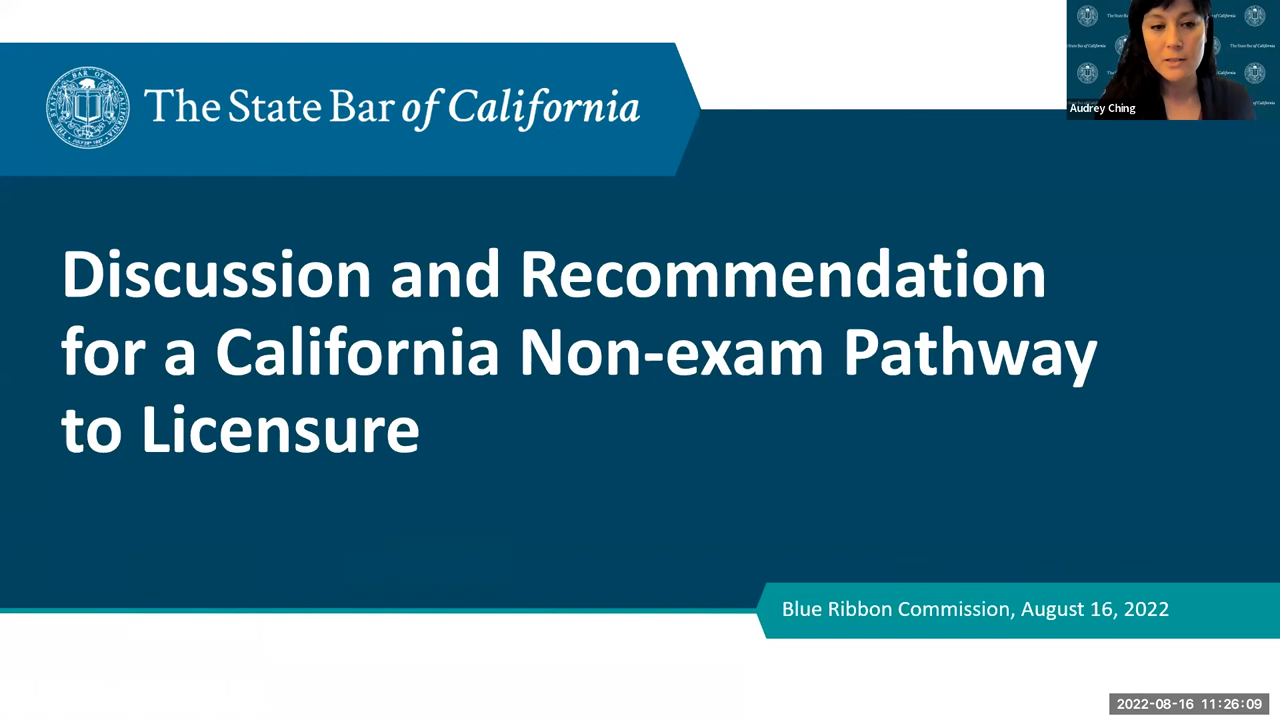 The State Bar of California
Audrey Ching
Discussion and Recommendation
for a California Non-exam Pathway
to Licensure
Blue Ribbon Commission, August 16, 2022
2022-08-16 11:26:09